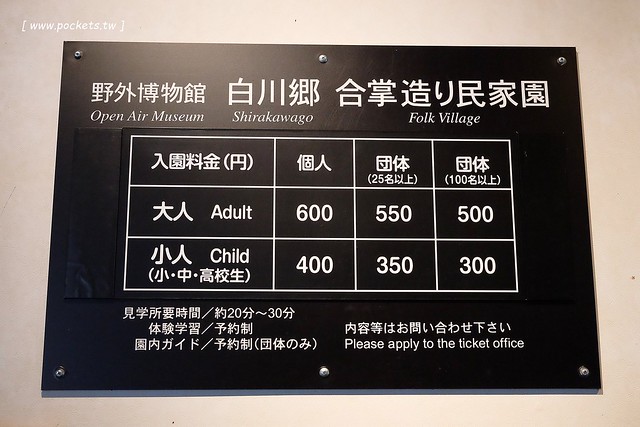 [ www.pockets.tw ]
野外博物館 白川郷 合掌造り民家園
Open Air Museum Shirakawago Folk Village
入園料金(円) 個人 団体(25名以上) 団体(100名以上)
大人 Adult 600 550 500
小人 Child 400 350 300
(小・中・高校生)
見学所要時間/約20分〜30分
体験学習/予約制 内容等はお問い合わせ下さい
園内ガイド/予約制(団体のみ) Please apply to the ticket office